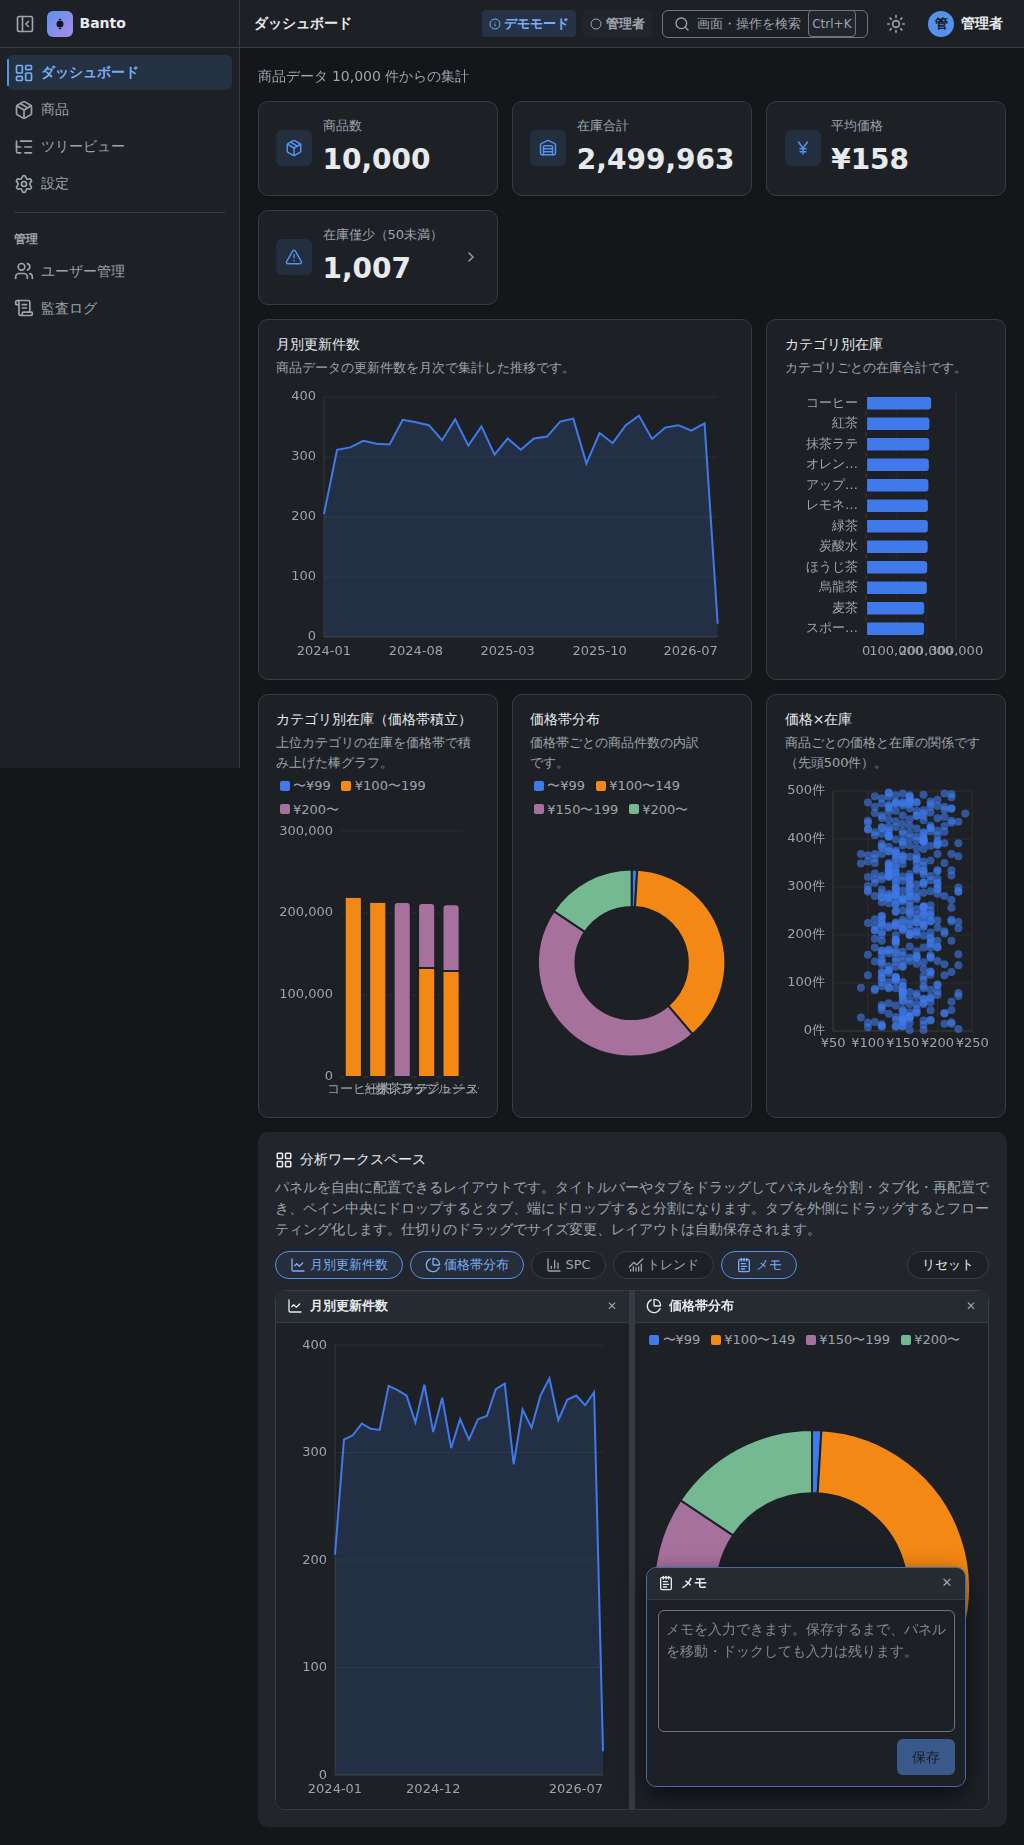 Banto
ダッシュボード
デモモード
管理者
画面・操作を検索
Ctrl+K
管
管理者
ダッシュボード
商品
ツリービュー
設定
管理
ユーザー管理
監査ログ
商品データ 10,000 件からの集計
商品数
10,000
在庫合計
2,499,963
平均価格
¥158
在庫僅少（50未満）
1,007
月別更新件数
商品データの更新件数を月次で集計した推移です。
400
300
200
100
0
2024-01
2024-08
2025-03
2025-10
2026-07
カテゴリ別在庫
カテゴリごとの在庫合計です。
コーヒー
紅茶
抹茶ラテ
オレン…
アップ…
レモネ…
緑茶
炭酸水
ほうじ茶
烏龍茶
麦茶
スポー…
0
100,000
200,000
300,000
カテゴリ別在庫（価格帯積立）
上位カテゴリの在庫を価格帯で積
み上げた棒グラフ。
〜¥99
¥100〜199
¥200〜
300,000
200,000
100,000
0
価格帯分布
価格帯ごとの商品件数の内訳
です。
〜¥99
¥100〜149
¥150〜199
¥200〜
価格×在庫
商品ごとの価格と在庫の関係です
（先頭500件）。
500件
400件
300件
200件
100件
0件
¥50
¥100
¥150
¥200
¥250
分析ワークスペース
パネルを自由に配置できるレイアウトです。タイトルバーやタブをドラッグしてパネルを分割・タブ化・再配置で
き、ペイン中央にドロップするとタブ、端にドロップすると分割になります。タブを外側にドラッグするとフロー
ティング化します。仕切りのドラッグでサイズ変更、レイアウトは自動保存されます。
月別更新件数
価格帯分布
SPC
トレンド
メモ
リセット
月別更新件数
400
300
200
100
0
2024-01
2024-12
2026-07
価格帯分布
〜¥99
¥100〜149
¥150〜199
¥200〜
メモ
メモを入力できます。保存するまで、パネル
を移動・ドックしても入力は残ります。
保存